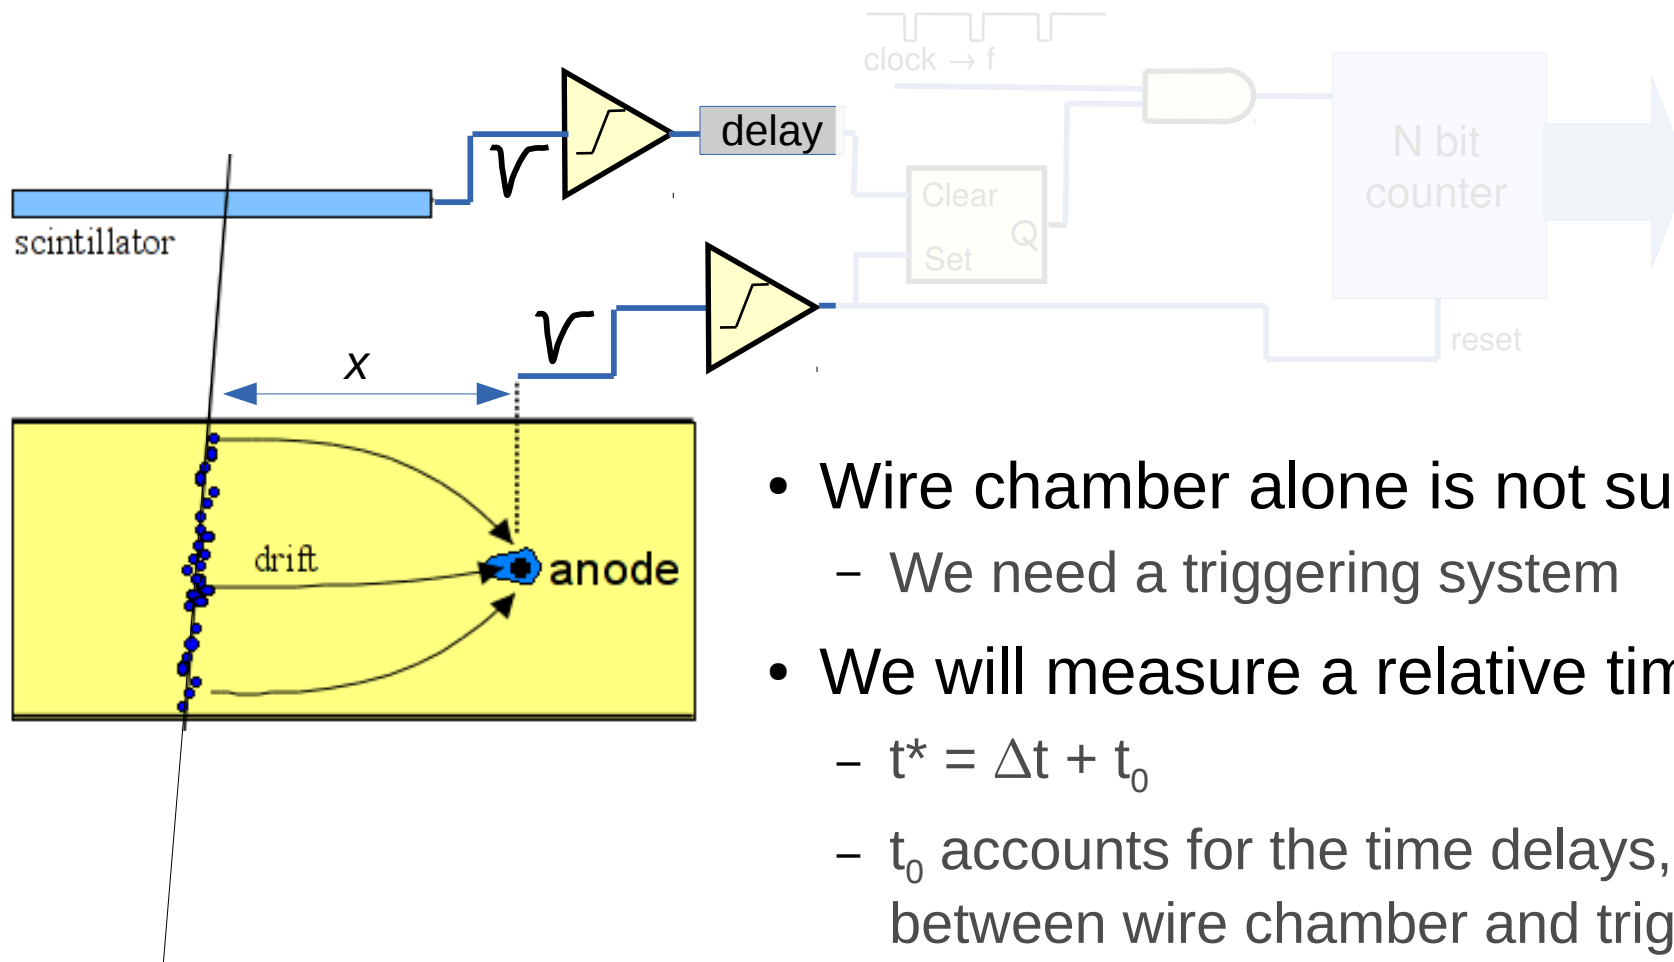 clock → f
delay
N bit
counter
Clear
Q
Set
scintillator
reset
x
drift
anode
• Wire chamber alone is not su
– We need a triggering system
• We will measure a relative tim
– t* = Δt + t₀
– t₀ accounts for the time delays,
between wire chamber and trig